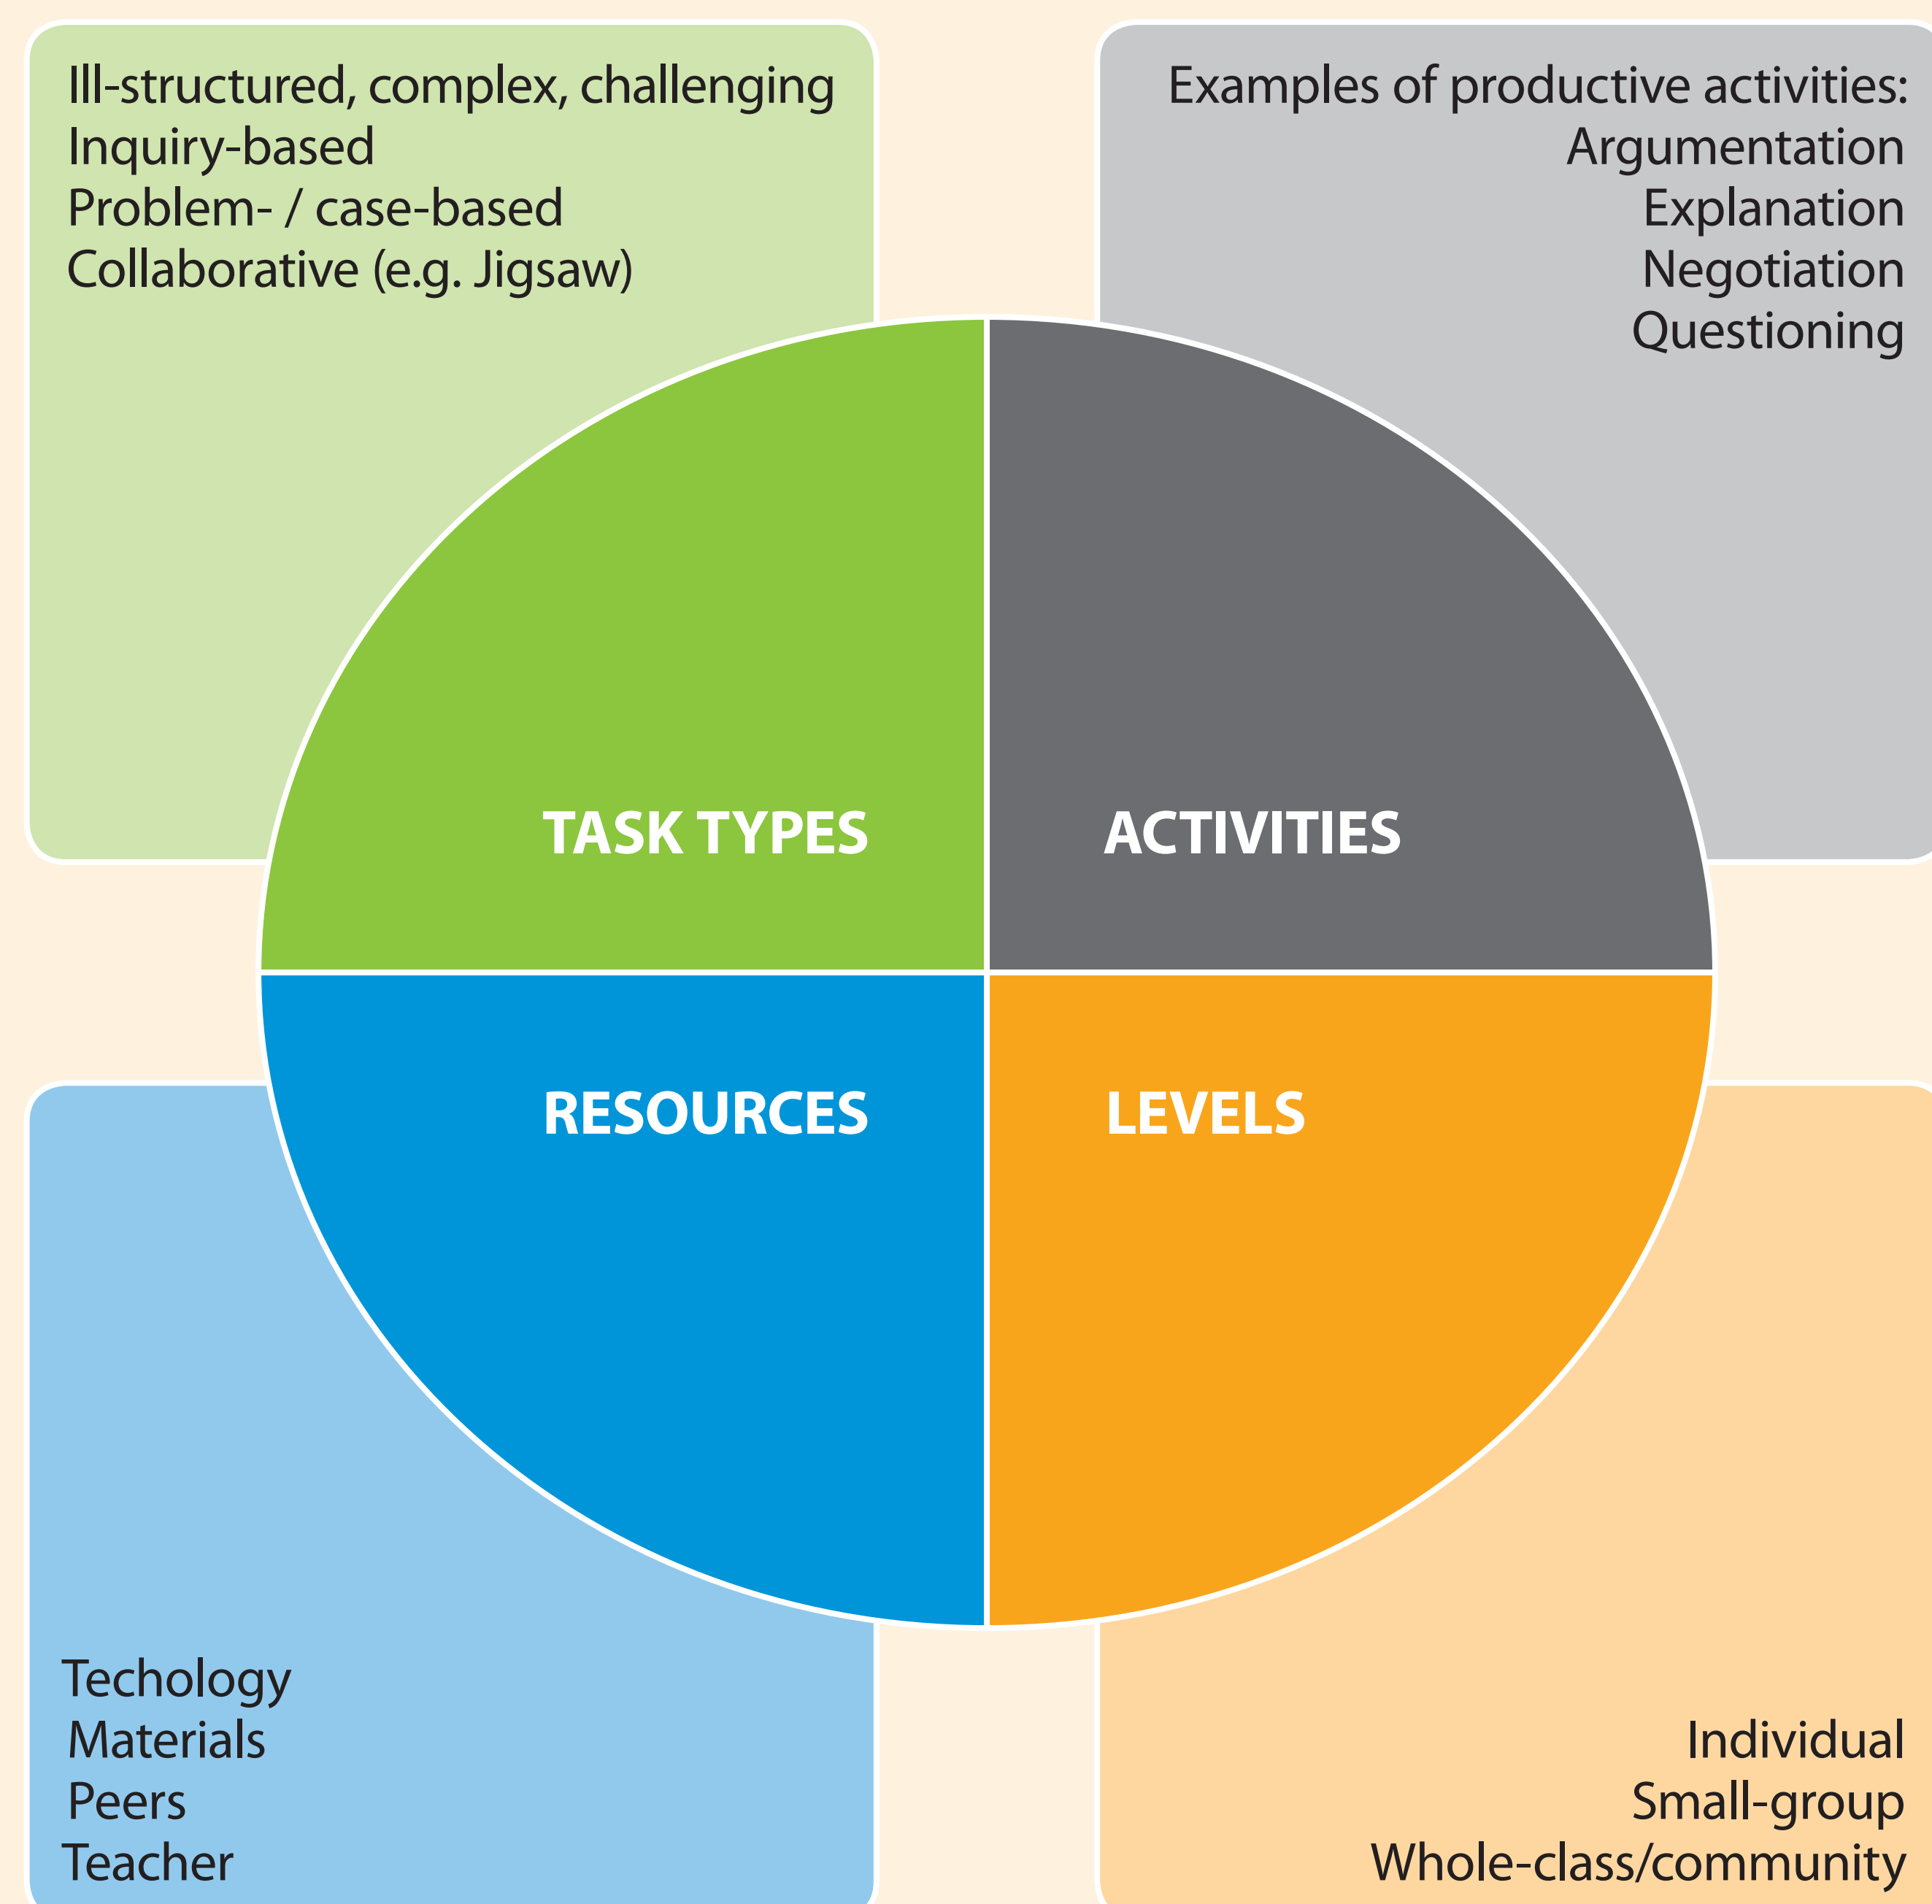 Ill-structured, complex, challenging
Inquiry-based
Problem- / case-based
Collaborative (e.g. Jigsaw)
Examples of productive activities:
Argumentation
Explanation
Negotiation
Questioning
TASK TYPES
ACTIVITIES
RESOURCES
LEVELS
Techology
Materials
Peers
Teacher
Individual
Small-group
Whole-class/community